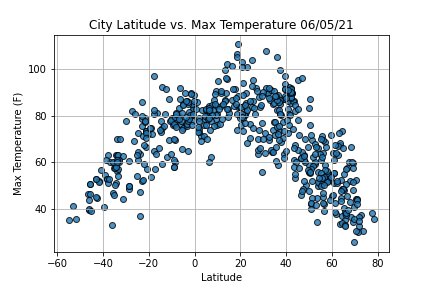 City Latitude vs. Max Temperature 06/05/21
Max Temperature (F)
100
80
60
40
−60 −40 −20 0 20 40 60 80
Latitude